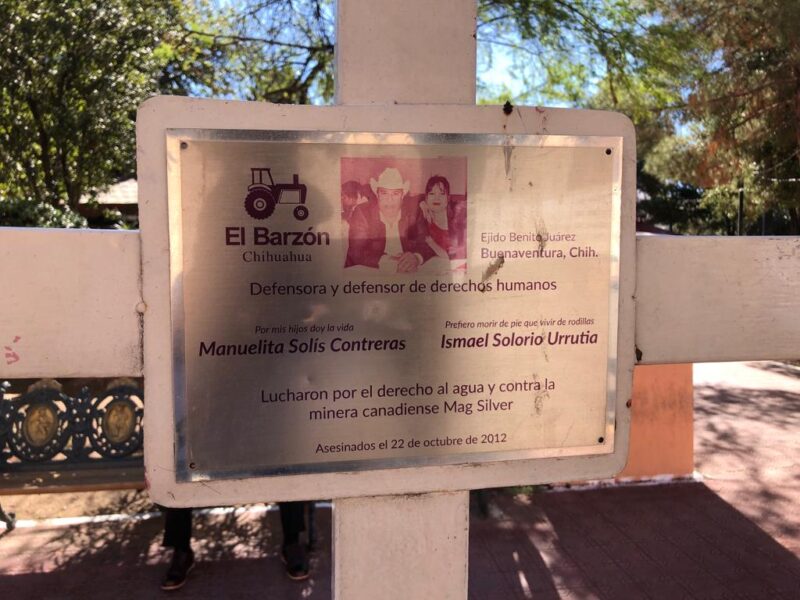 El Barzón
Chihuahua
Ejido Benito Juárez
Buenaventura, Chih.
Defensora y defensor de derechos humanos
Por mis hijos doy la vida
Manuelita Solís Contreras
Prefiero morir de pie que vivir de rodillas
Ismael Solorio Urrutia
Lucharon por el derecho al agua y contra la
minera canadiense Mag Silver
Asesinados el 22 de octubre de 2012